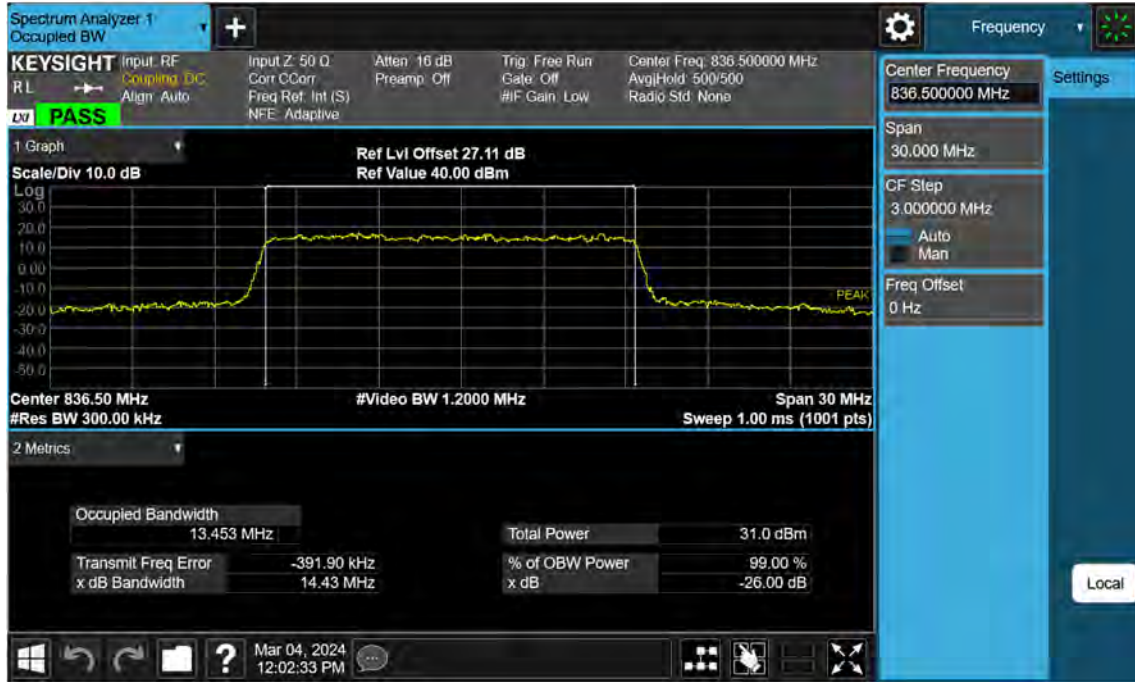 Spectrum Analyzer 1
Occupied BW
+
Frequency
KEYSIGHT
Input: RF
Coupling: DC
Align: Auto
Input Z: 50 Ω
Corr CCorr
Freq Ref: Int (S)
NFE: Adaptive
Atten: 16 dB
Preamp: Off
Trig: Free Run
Gate: Off
#IF Gain: Low
Center Freq: 836.500000 MHz
Avg|Hold: 500/500
Radio Std: None
RL
LXI
PASS
Center Frequency
836.500000 MHz
Settings
Span
30.000 MHz
CF Step
3.000000 MHz
Auto
Man
Freq Offset
0 Hz
1 Graph
Scale/Div 10.0 dB
Ref Lvl Offset 27.11 dB
Ref Value 40.00 dBm
Log
30.0
20.0
10.0
0.00
-10.0
-20.0
-30.0
-40.0
-50.0
PEAK
Center 836.50 MHz
#Video BW 1.2000 MHz
Span 30 MHz
#Res BW 300.00 kHz
Sweep 1.00 ms (1001 pts)
2 Metrics
Occupied Bandwidth
13.453 MHz
Total Power 31.0 dBm
Transmit Freq Error -391.90 kHz
% of OBW Power 99.00 %
x dB Bandwidth 14.43 MHz
x dB -26.00 dB
Local
?
Mar 04, 2024
12:02:33 PM